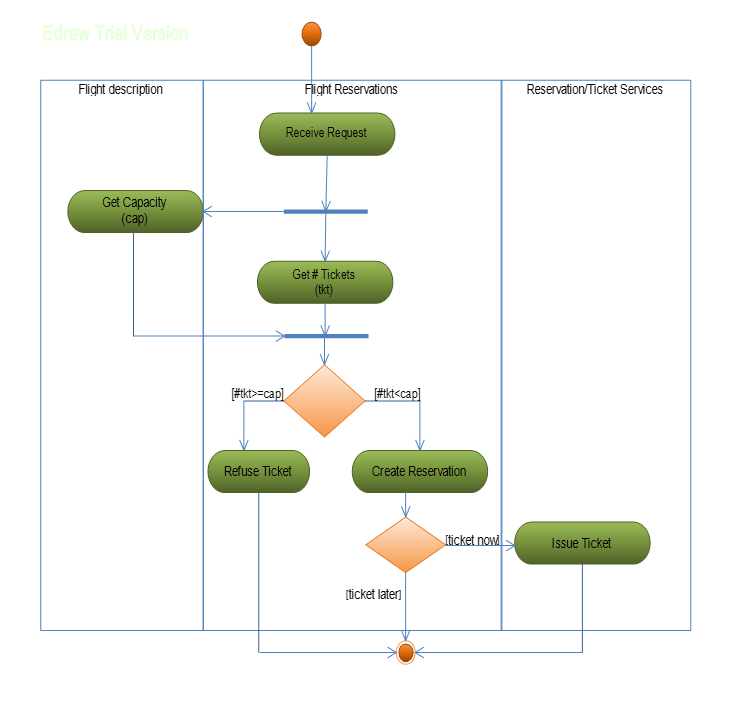 Edraw Trial Version
Flight description
Flight Reservations
Reservation/Ticket Services
Receive Request
Get Capacity
(cap)
Get # Tickets
(tkt)
[#tkt>=cap]
[#tkt<cap]
Refuse Ticket
Create Reservation
[ticket now]
Issue Ticket
[ticket later]